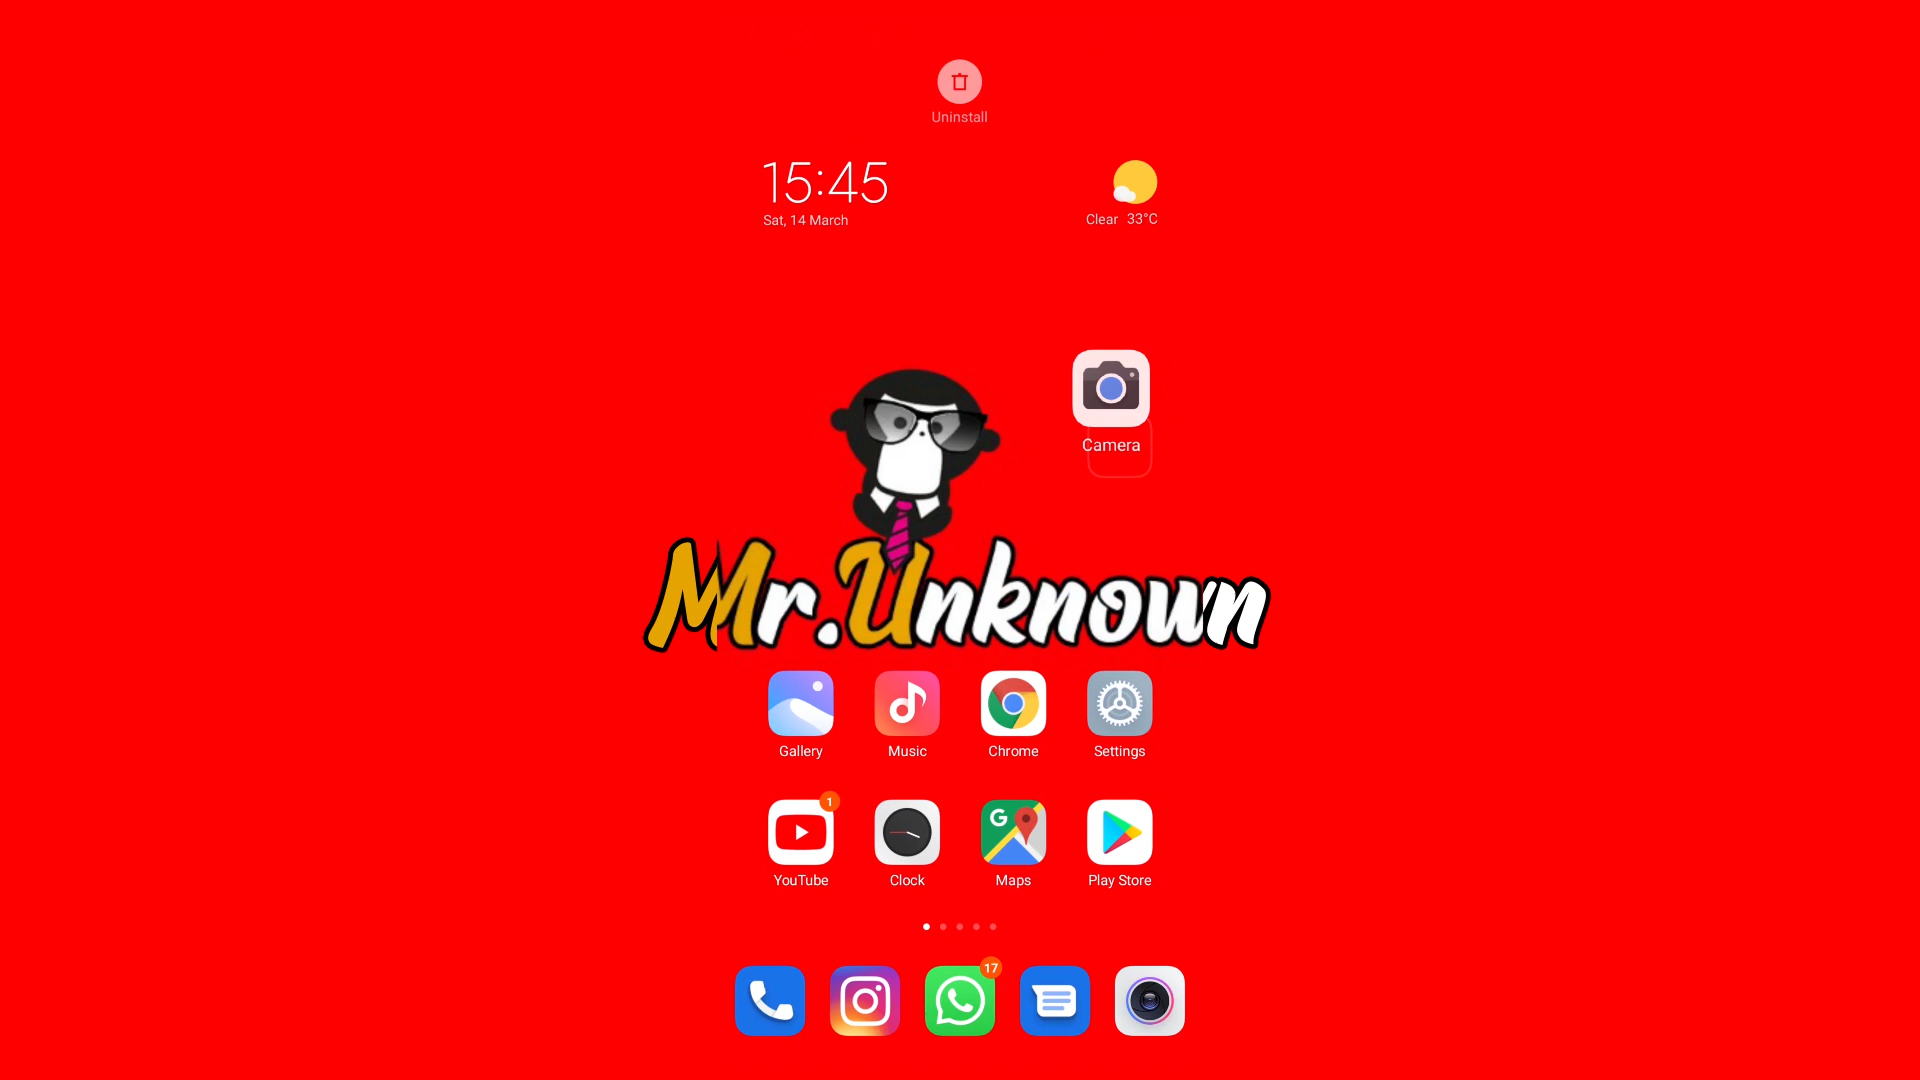 Uninstall
15:45
Sat, 14 March
Clear 33°C
Camera
Mr.Unknown
Gallery Music Chrome Settings
1
G
YouTube Clock Maps Play Store
17